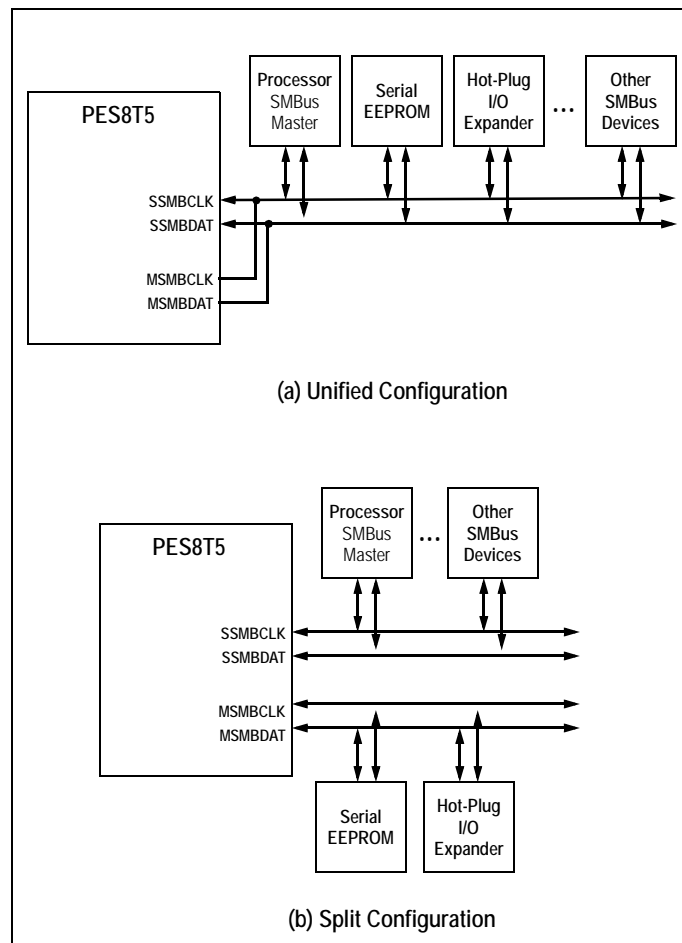 PES8T5
Processor
SMBus
Master
Serial
EEPROM
Hot-Plug
I/O
Expander
...
Other
SMBus
Devices
SSMBCLK
SSMBDAT
MSMBCLK
MSMBDAT
(a) Unified Configuration
PES8T5
Processor
SMBus
Master
...
Other
SMBus
Devices
SSMBCLK
SSMBDAT
MSMBCLK
MSMBDAT
Serial
EEPROM
Hot-Plug
I/O
Expander
(b) Split Configuration